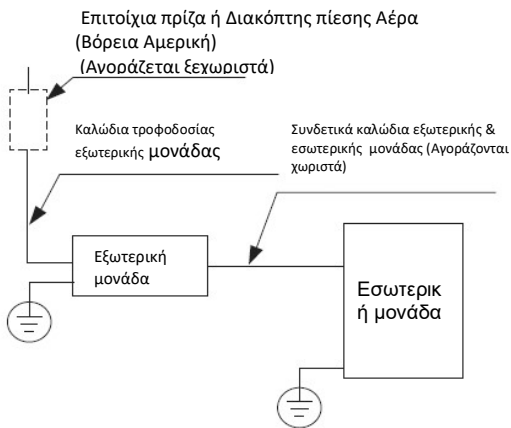 Επιτοίχια πρίζα ή Διακόπτης πίεσης Αέρα
(Βόρεια Αμερική)
(Αγοράζεται ξεχωριστά)
Καλώδια τροφοδοσίας
εξωτερικής μονάδας
Συνδετικά καλώδια εξωτερικής &
εσωτερικής μονάδας (Αγοράζονται
χωριστά)
Εξωτερική
μονάδα
Εσωτερικ
ή μονάδα